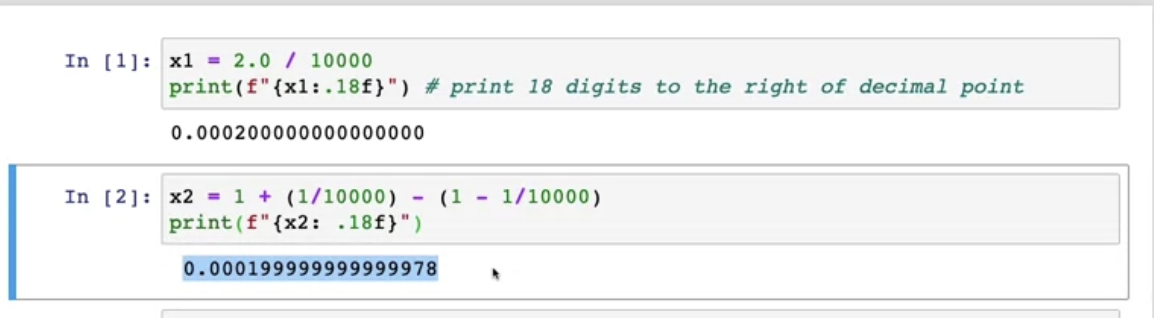 In [1]: x1 = 2.0 / 10000
print(f"{x1:.18f}") # print 18 digits to the right of decimal point
0.000200000000000000
In [2]: x2 = 1 + (1/10000) - (1 - 1/10000)
print(f"{x2: .18f}")
0.000199999999999978